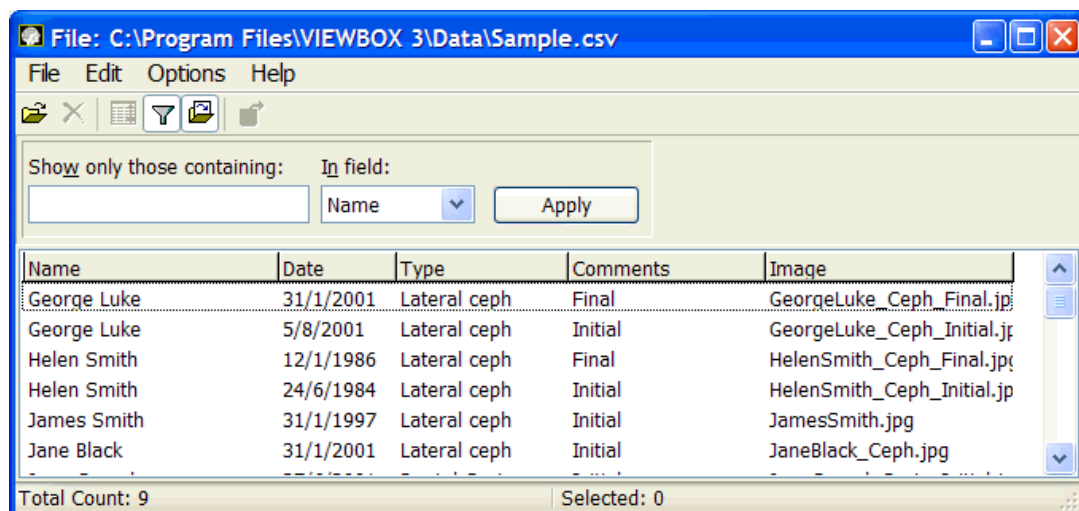 File: C:\Program Files\VIEWBOX 3\Data\Sample.csv
File Edit Options Help
Show only those containing: In field:
Name Apply
Name Date Type Comments Image
George Luke 31/1/2001 Lateral ceph Final GeorgeLuke_Ceph_Final.jp
George Luke 5/8/2001 Lateral ceph Initial GeorgeLuke_Ceph_Initial.jp
Helen Smith 12/1/1986 Lateral ceph Final HelenSmith_Ceph_Final.jpg
Helen Smith 24/6/1984 Lateral ceph Initial HelenSmith_Ceph_Initial.jp
James Smith 31/1/1997 Lateral ceph Initial JamesSmith.jpg
Jane Black 31/1/2001 Lateral ceph Initial JaneBlack_Ceph.jpg
Total Count: 9 Selected: 0